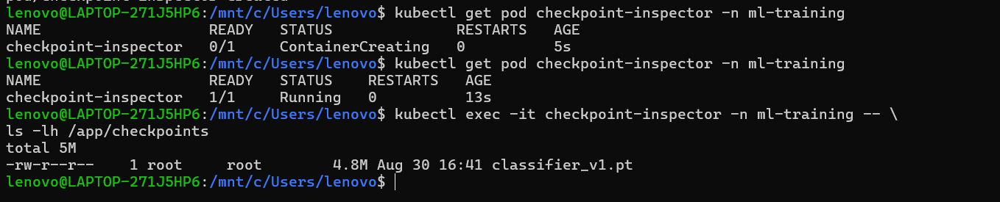 lenovo@LAPTOP-271J5HP6:/mnt/c/Users/lenovo$ kubectl get pod checkpoint-inspector -n ml-training
NAME                   READY   STATUS              RESTARTS   AGE
checkpoint-inspector   0/1     ContainerCreating   0          5s
lenovo@LAPTOP-271J5HP6:/mnt/c/Users/lenovo$ kubectl get pod checkpoint-inspector -n ml-training
NAME                   READY   STATUS    RESTARTS   AGE
checkpoint-inspector   1/1     Running   0          13s
lenovo@LAPTOP-271J5HP6:/mnt/c/Users/lenovo$ kubectl exec -it checkpoint-inspector -n ml-training -- \
ls -lh /app/checkpoints
total 5M
-rw-r--r--    1 root     root        4.8M Aug 30 16:41 classifier_v1.pt
lenovo@LAPTOP-271J5HP6:/mnt/c/Users/lenovo$